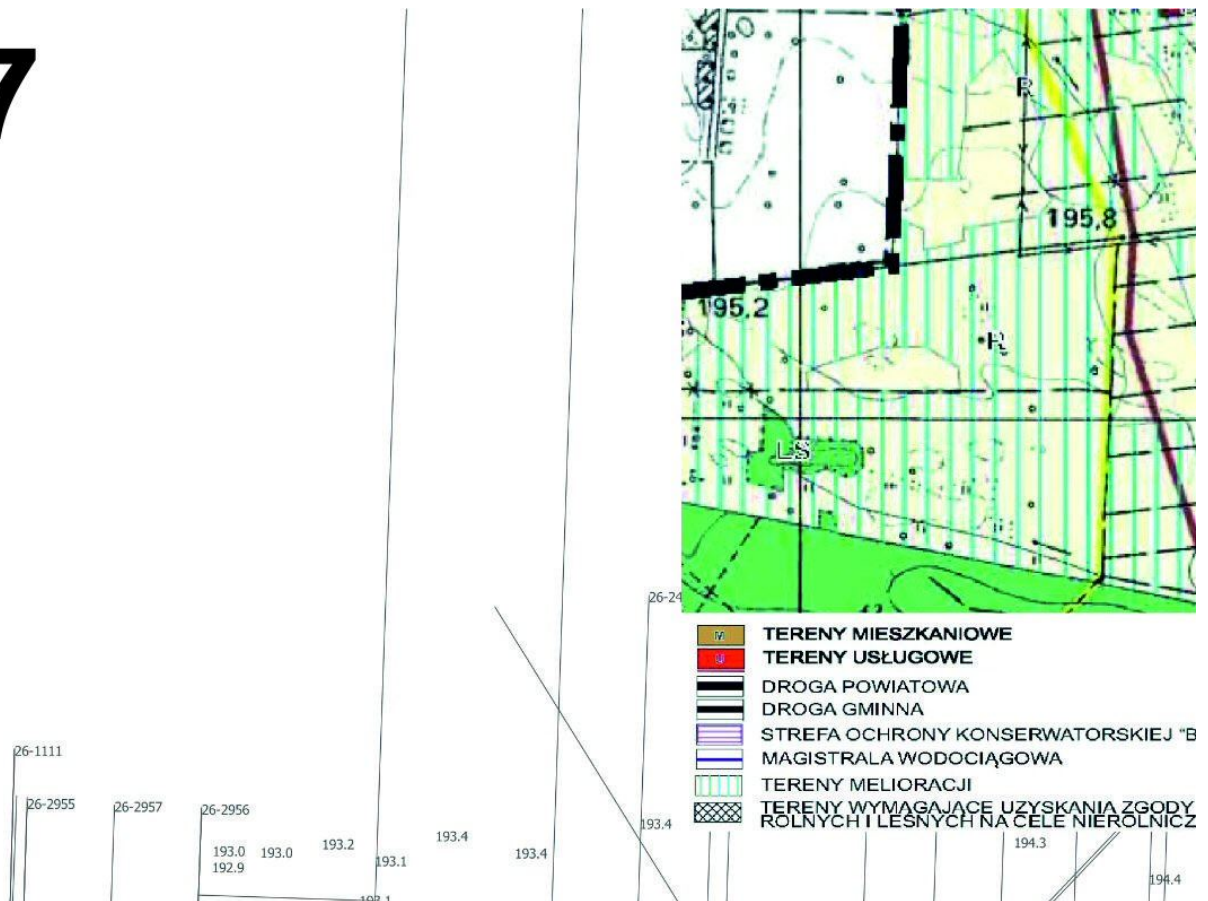 7
R
195,8
195,2
R
LS
26-24
M TERENY MIESZKANIOWE
U TERENY USŁUGOWE
DROGA POWIATOWA
DROGA GMINNA
STREFA OCHRONY KONSERWATORSKIEJ "B
MAGISTRALA WODOCIĄGOWA
TERENY MELIORACJI
TERENY WYMAGAJĄCE UZYSKANIA ZGODY
ROLNYCH I LEŚNYCH NA CELE NIEROLNICZ
26-1111
26-2955 26-2957 26-2956
193.0 193.0 193.2 193.1 193.4 193.4 193.4 194.3
192.9
194.4
193.1